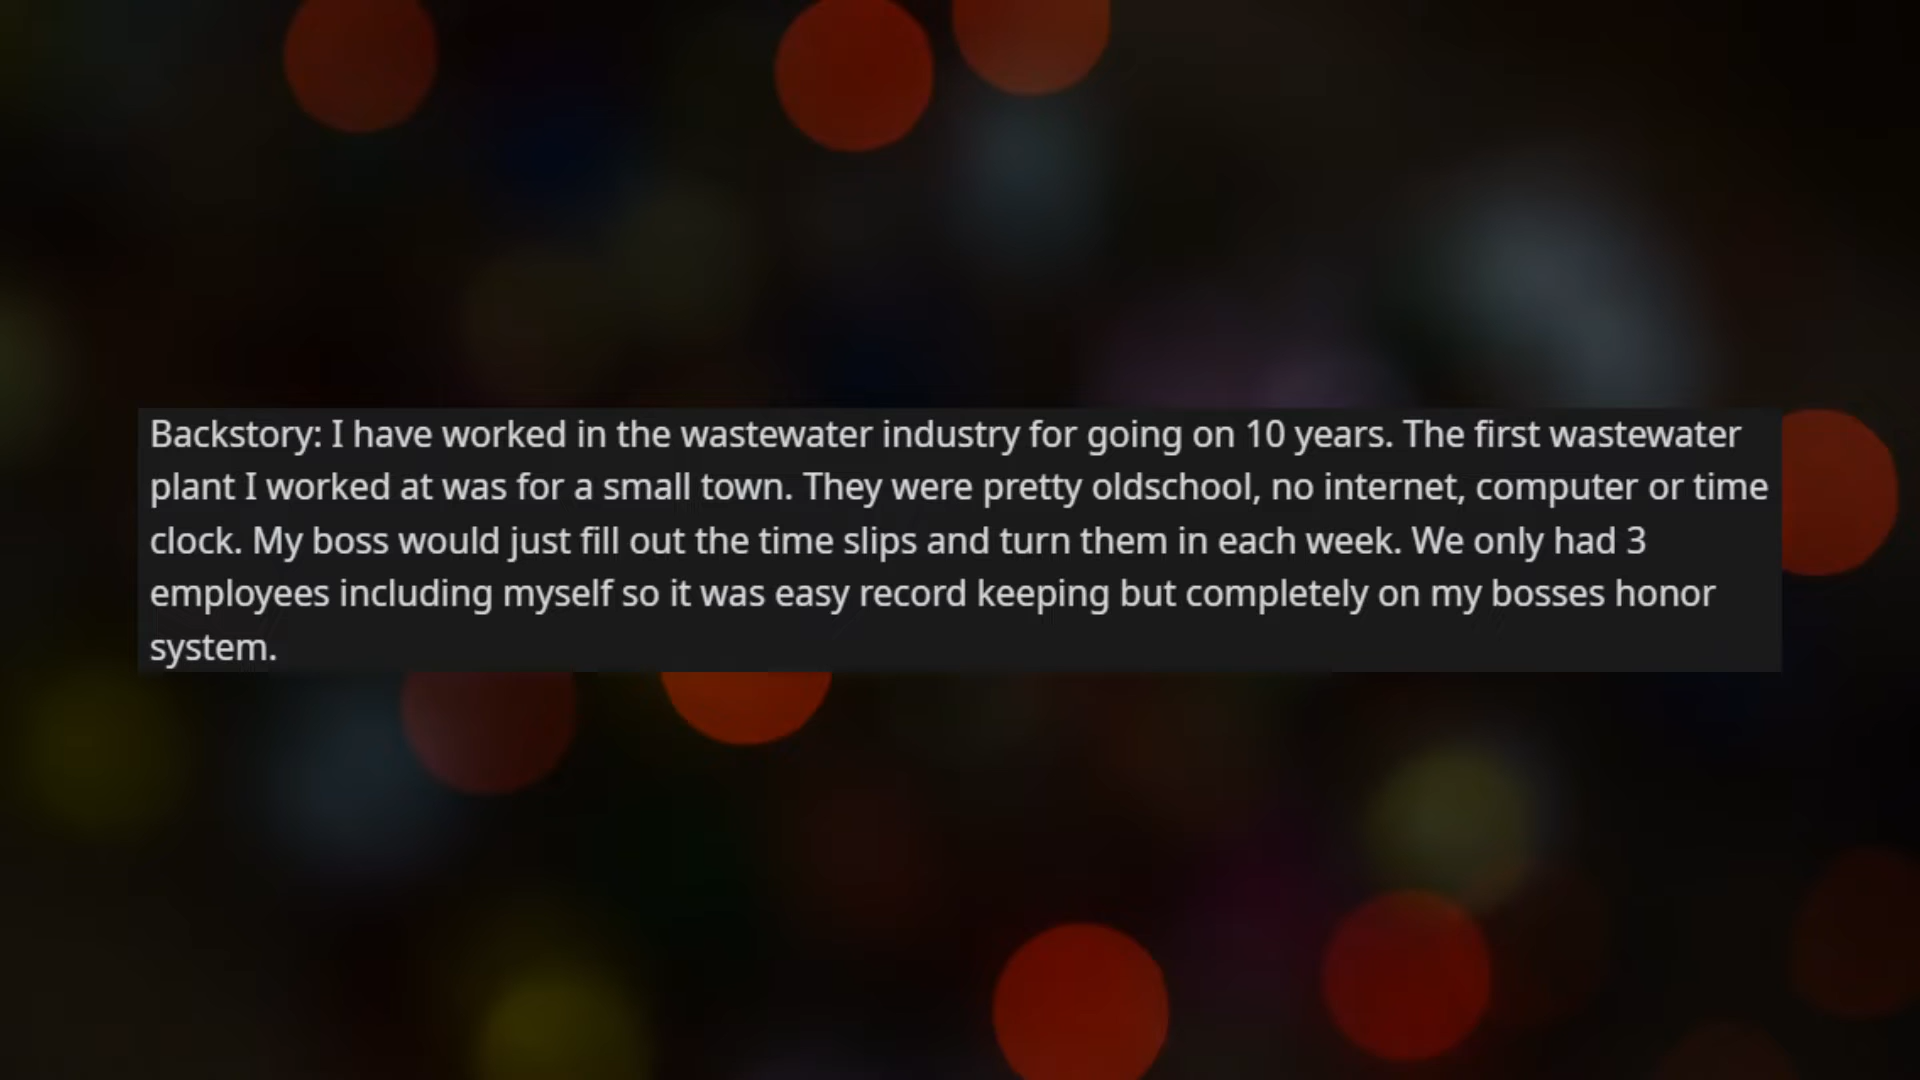 Backstory: I have worked in the wastewater industry for going on 10 years. The first wastewater
plant I worked at was for a small town. They were pretty oldschool, no internet, computer or time
clock. My boss would just fill out the time slips and turn them in each week. We only had 3
employees including myself so it was easy record keeping but completely on my bosses honor
system.